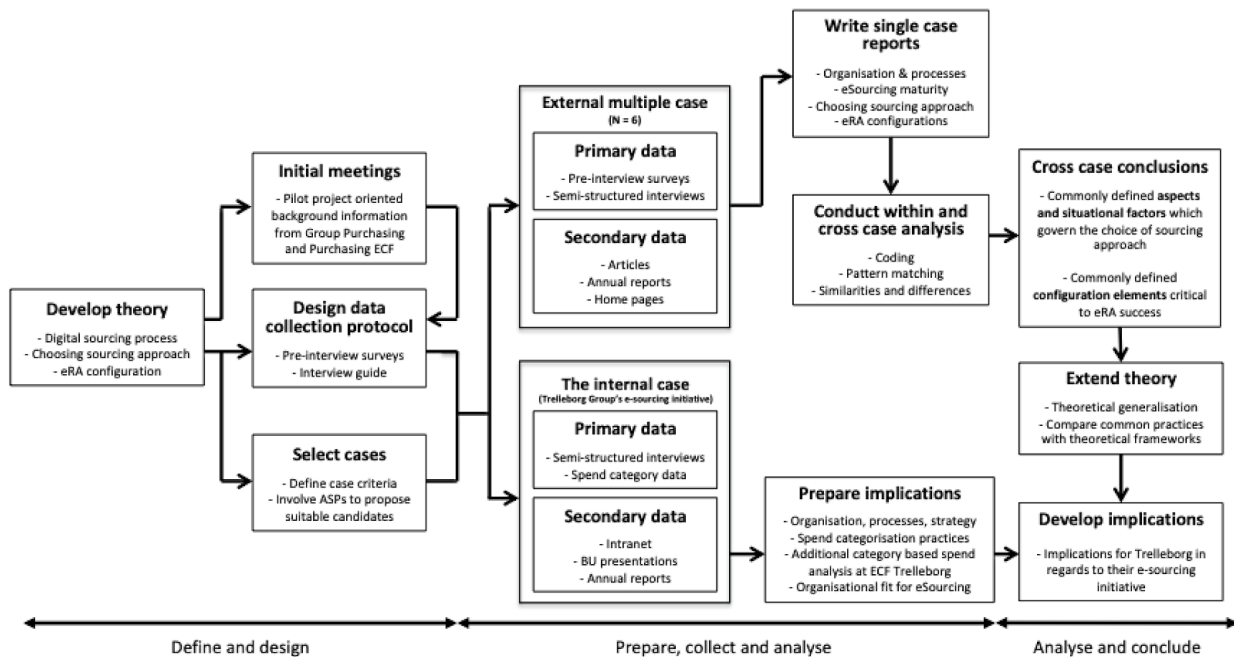 Develop theory
- Digital sourcing process
- Choosing sourcing approach
- eRA configuration
Initial meetings
- Pilot project oriented
background information
from Group Purchasing
and Purchasing ECF
Design data
collection protocol
- Pre-interview surveys
- Interview guide
Select cases
- Define case criteria
- Involve ASPs to propose
suitable candidates
External multiple case
(N = 6)
Primary data
- Pre-interview surveys
- Semi-structured interviews
Secondary data
- Articles
- Annual reports
- Home pages
The internal case
(Trelleborg Group's e-sourcing initiative)
Primary data
- Semi-structured interviews
- Spend category data
Secondary data
- Intranet
- BU presentations
- Annual reports
Write single case
reports
- Organisation & processes
- eSourcing maturity
- Choosing sourcing approach
- eRA configurations
Conduct within and
cross case analysis
- Coding
- Pattern matching
- Similarities and differences
Prepare implications
- Organisation, processes, strategy
- Spend categorisation practices
- Additional category based spend
analysis at ECF Trelleborg
- Organisational fit for eSourcing
Cross case conclusions
- Commonly defined aspects
and situational factors which
govern the choice of sourcing
approach
- Commonly defined
configuration elements critical
to eRA success
Extend theory
- Theoretical generalisation
- Compare common practices
with theoretical frameworks
Develop implications
- Implications for Trelleborg in
regards to their e-sourcing
initiative
Define and design
Prepare, collect and analyse
Analyse and conclude